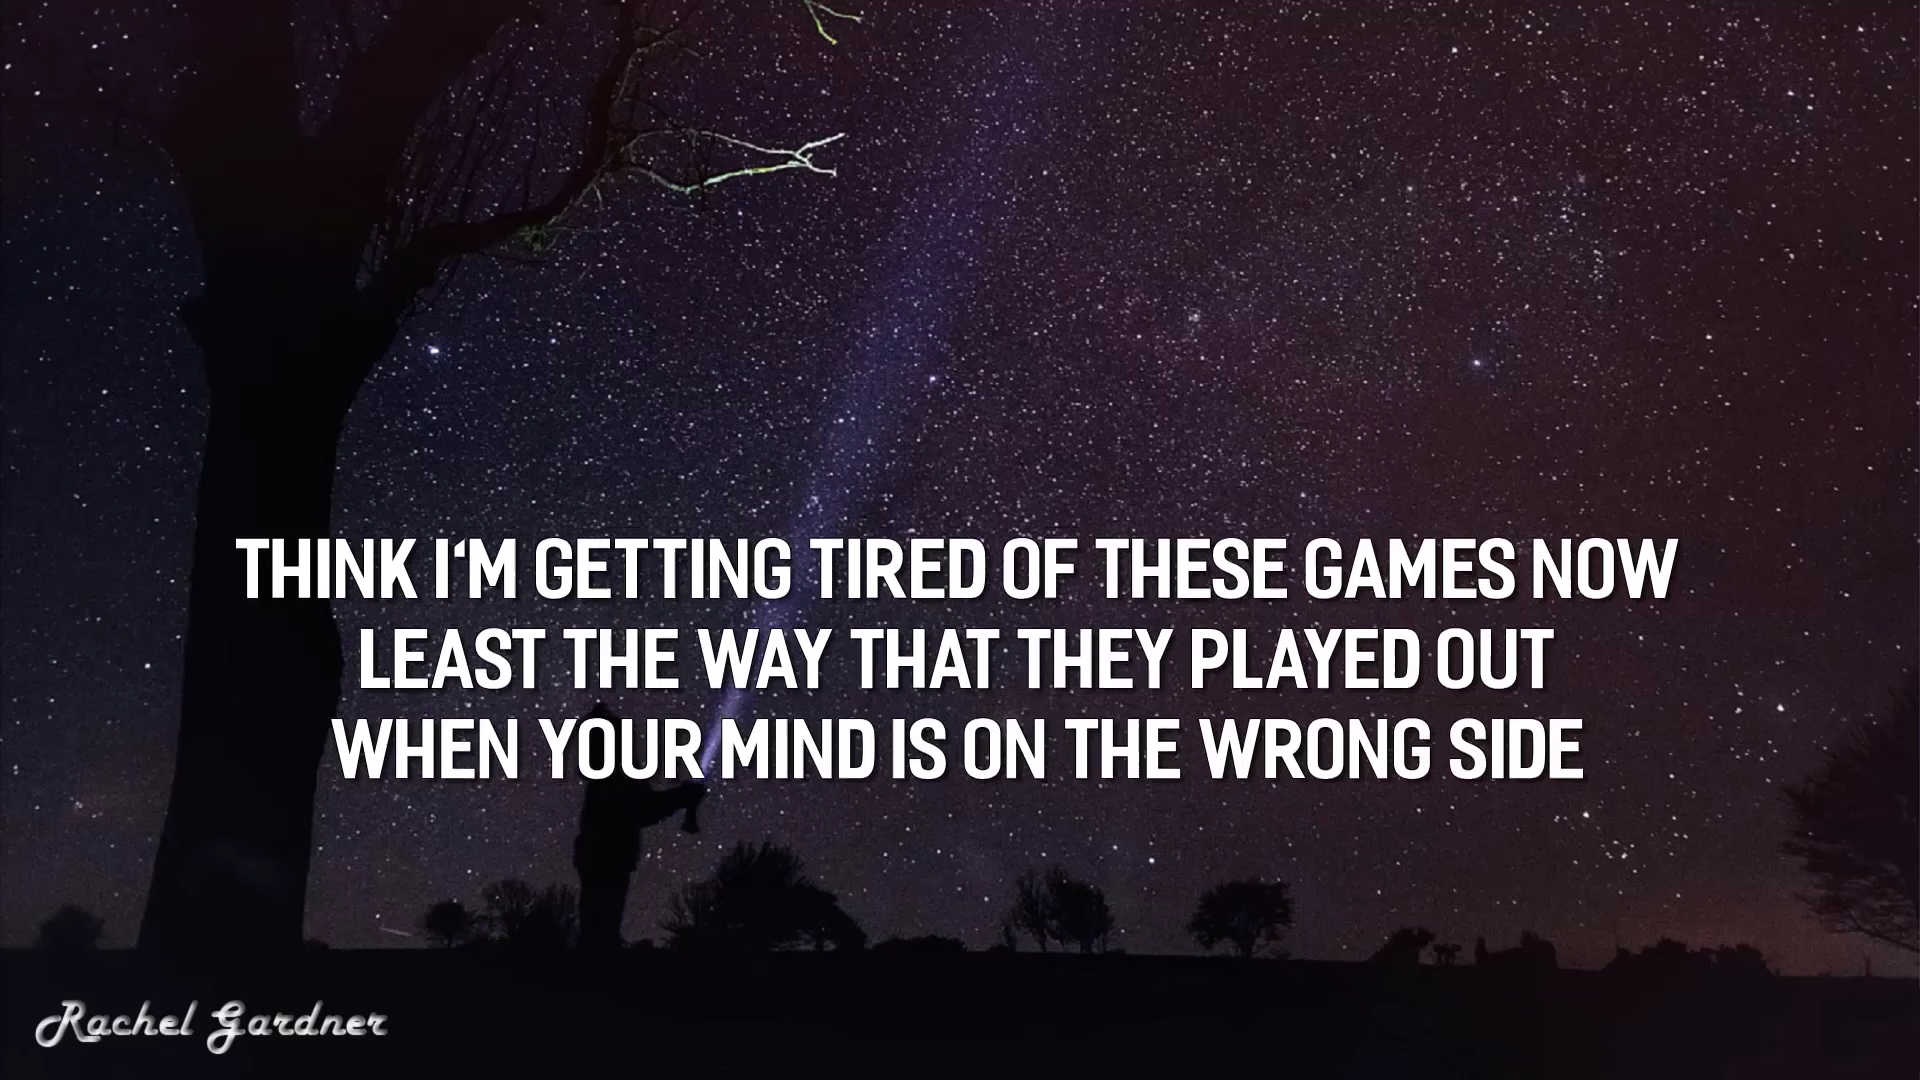 THINK I'M GETTING TIRED OF THESE GAMES NOW
LEAST THE WAY THAT THEY PLAYED OUT
WHEN YOUR MIND IS ON THE WRONG SIDE
Rachel Gardner